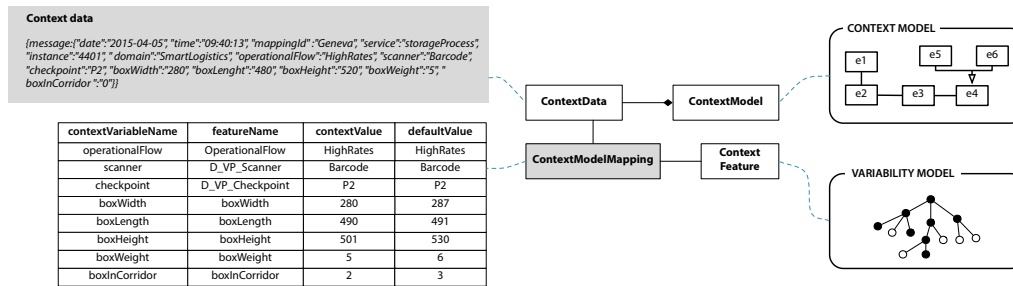 Context data
{message:{"date":"2015-04-05", "time":"09:40:13", "mappingId" :"Geneva", "service":"storageProcess",
"instance":"4401", " domain":"SmartLogistics", "operationalFlow":"HighRates", "scanner":"Barcode",
"checkpoint":"P2", "boxWidth":"280", "boxLenght":"480", "boxHeight":"520", "boxWeight":"5", "
boxInCorridor ":"0"}}
contextVariableName featureName contextValue defaultValue
operationalFlow OperationalFlow HighRates HighRates
scanner D_VP_Scanner Barcode Barcode
checkpoint D_VP_Checkpoint P2 P2
boxWidth boxWidth 280 287
boxLength boxLength 490 491
boxHeight boxHeight 501 530
boxWeight boxWeight 5 6
boxInCorridor boxInCorridor 2 3
ContextData
ContextModel
ContextModelMapping
Context
Feature
CONTEXT MODEL
e1
e5
e6
e2
e3
e4
VARIABILITY MODEL